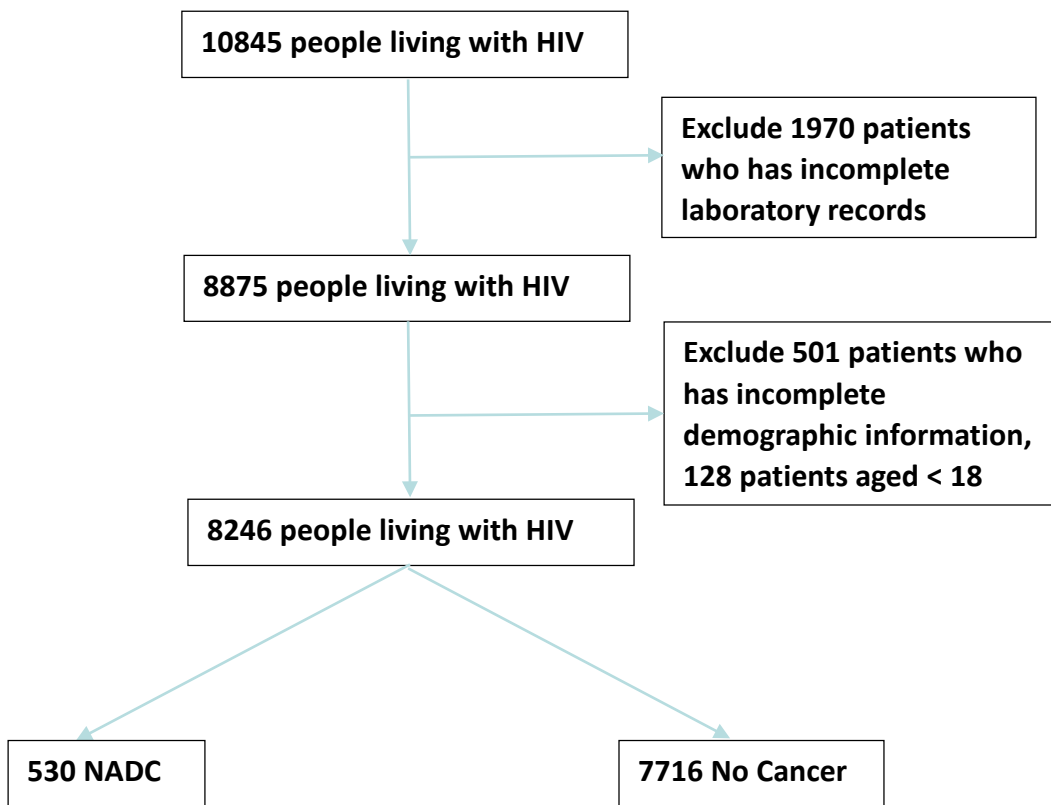 10845 people living with HIV
Exclude 1970 patients
who has incomplete
laboratory records
8875 people living with HIV
Exclude 501 patients who
has incomplete
demographic information,
128 patients aged < 18
8246 people living with HIV
530 NADC
7716 No Cancer